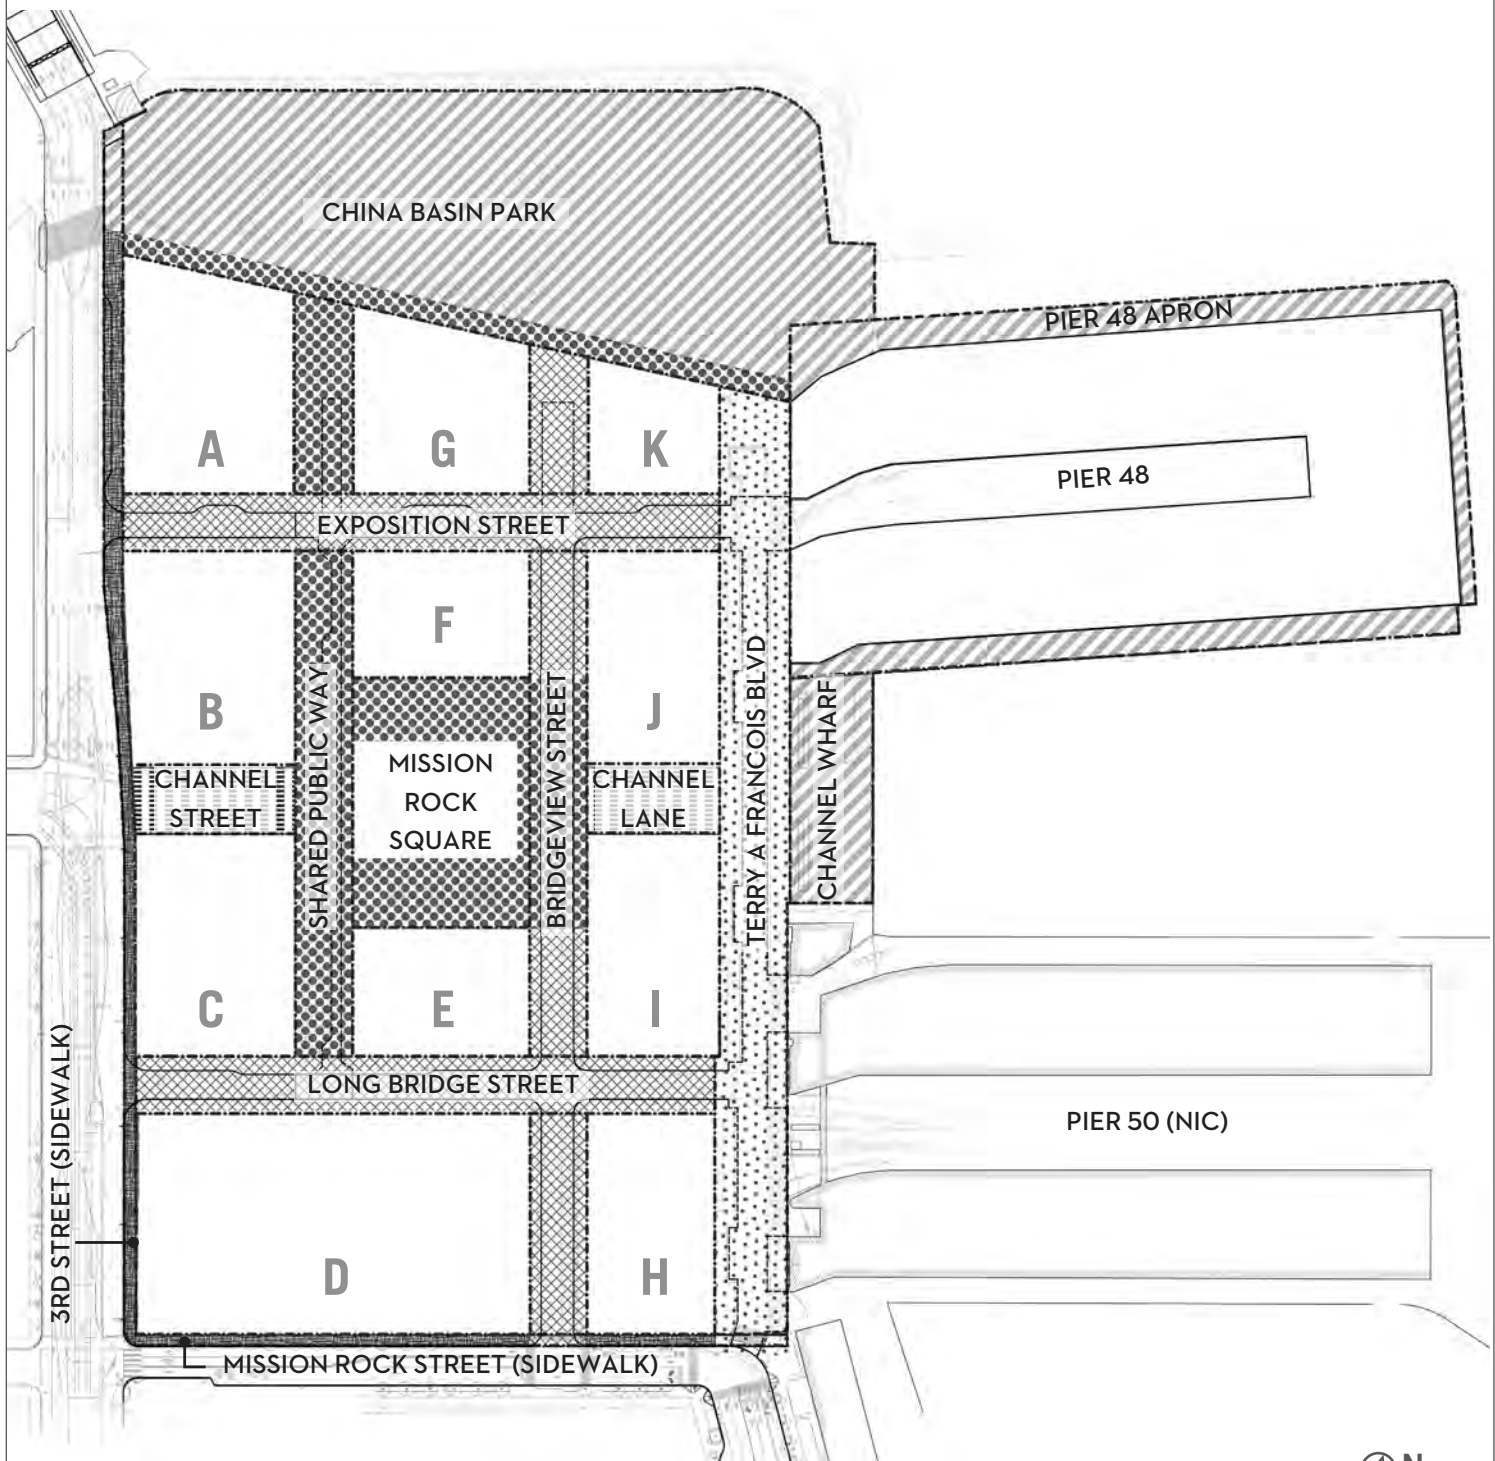 CHINA BASIN PARK
PIER 48 APRON
A
G
K
PIER 48
EXPOSITION STREET
F
B
J
SHARED PUBLIC WAY
BRIDGEVIEW STREET
TERRY A FRANCOIS BLVD
CHANNEL WHARF
MISSION
ROCK
SQUARE
CHANNEL
STREET
CHANNEL
LANE
C
E
I
LONG BRIDGE STREET
PIER 50 (NIC)
3RD STREET (SIDEWALK)
D
H
MISSION ROCK STREET (SIDEWALK)
N